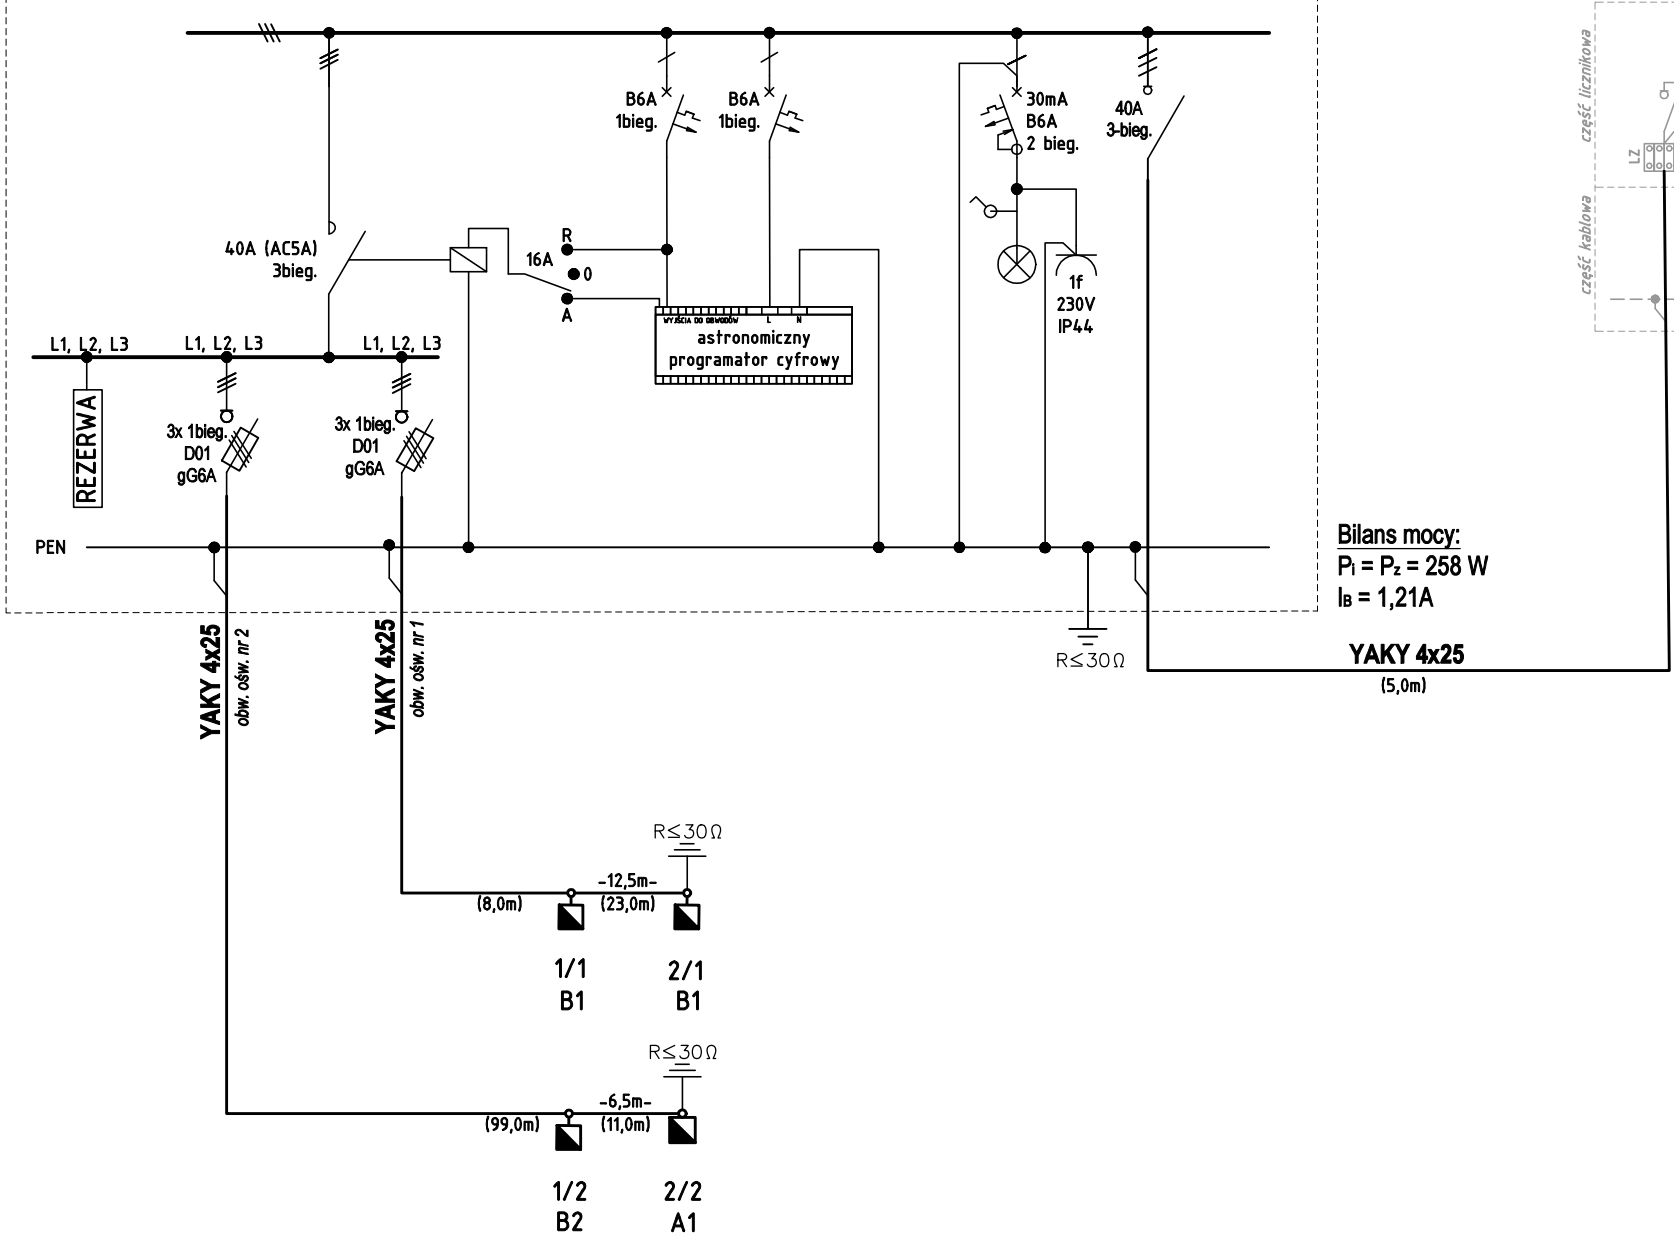 B6A
1bieg.
B6A
1bieg.
30mA
B6A
2 bieg.
40A
3-bieg.
część licznikowa
LZ
część kablowa
40A (AC5A)
3bieg.
16A
R
0
A
WYJŚCIA DO OBWODÓW L N
astronomiczny
programator cyfrowy
1f
230V
IP44
L1, L2, L3
L1, L2, L3
L1, L2, L3
REZERWA
3x 1bieg.
D01
gG6A
3x 1bieg.
D01
gG6A
PEN
Bilans mocy:
Pi = Pz = 258 W
IB = 1,21A
YAKY 4x25
obw. ośw. nr 2
YAKY 4x25
obw. ośw. nr 1
R≤30Ω
YAKY 4x25
(5,0m)
R≤30Ω
-12,5m-
(8,0m)
(23,0m)
1/1
B1
2/1
B1
R≤30Ω
-6,5m-
(99,0m)
(11,0m)
1/2
B2
2/2
A1